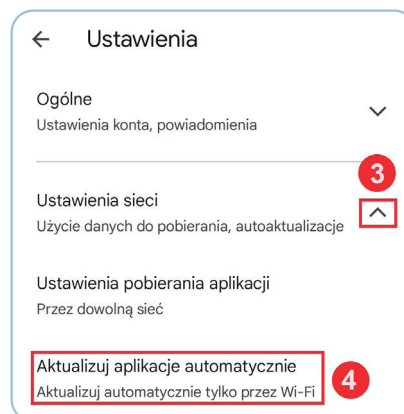 Ustawienia
Ogólne
Ustawienia konta, powiadomienia
3
Ustawienia sieci
Użycie danych do pobierania, autoaktualizacje
Ustawienia pobierania aplikacji
Przez dowolną sieć
Aktualizuj aplikacje automatycznie
Aktualizuj automatycznie tylko przez Wi-Fi
4